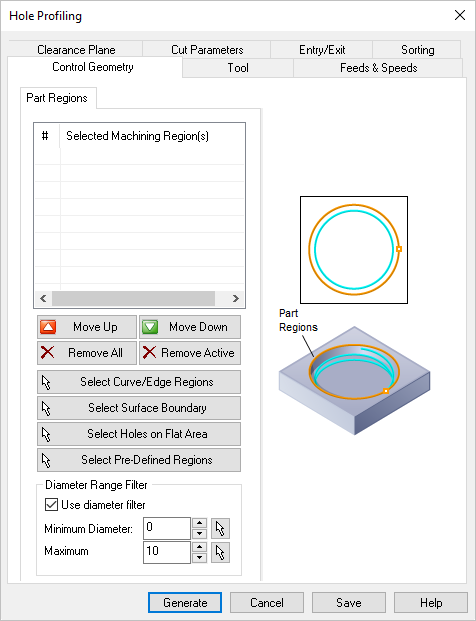 Hole Profiling
Clearance Plane Cut Parameters Entry/Exit Sorting
Control Geometry Tool Feeds & Speeds
Part Regions
# Selected Machining Region(s)
Move Up Move Down
Remove All Remove Active
Select Curve/Edge Regions
Select Surface Boundary
Select Holes on Flat Area
Select Pre-Defined Regions
Diameter Range Filter
Use diameter filter
Minimum Diameter: 0
Maximum 10
Part
Regions
Generate Cancel Save Help